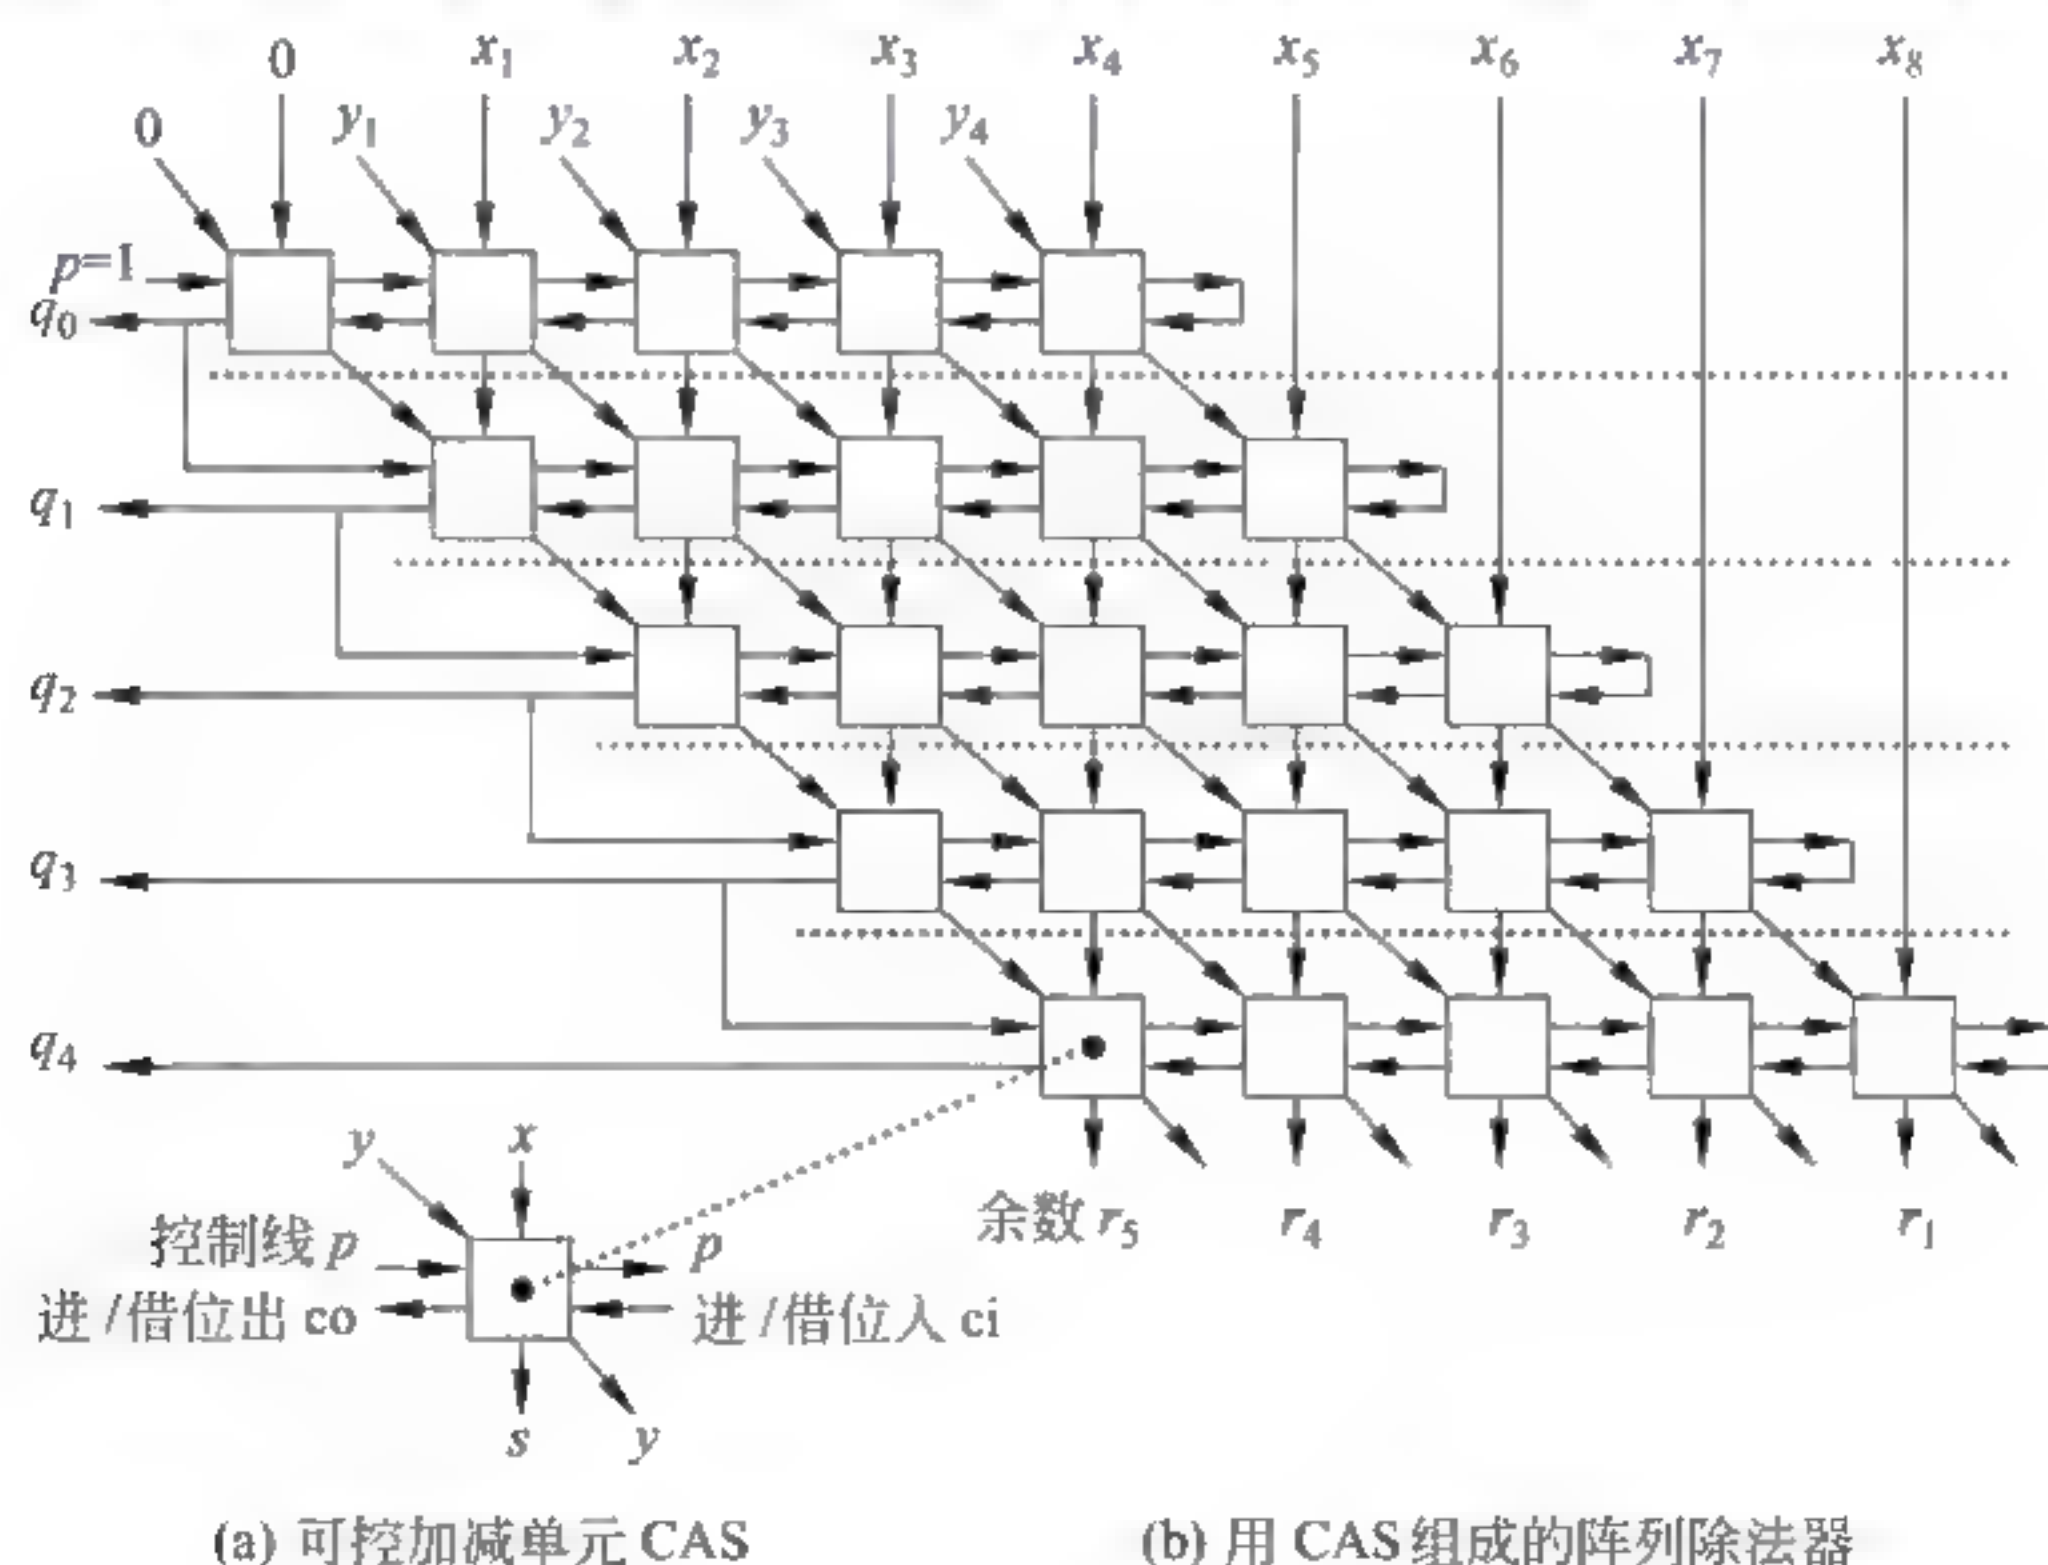 0 x₁ x₂ x₃ x₄ x₅ x₆ x₇ x₈
0 y₁ y₂ y₃ y₄
p=1
q₀
q₁
q₂
q₃
q₄
余数 r₅ r₄ r₃ r₂ r₁
y x
控制线 p p
进/借位出 co 进/借位入 ci
s y
(a) 可控加减单元 CAS (b) 用 CAS 组成的阵列除法器